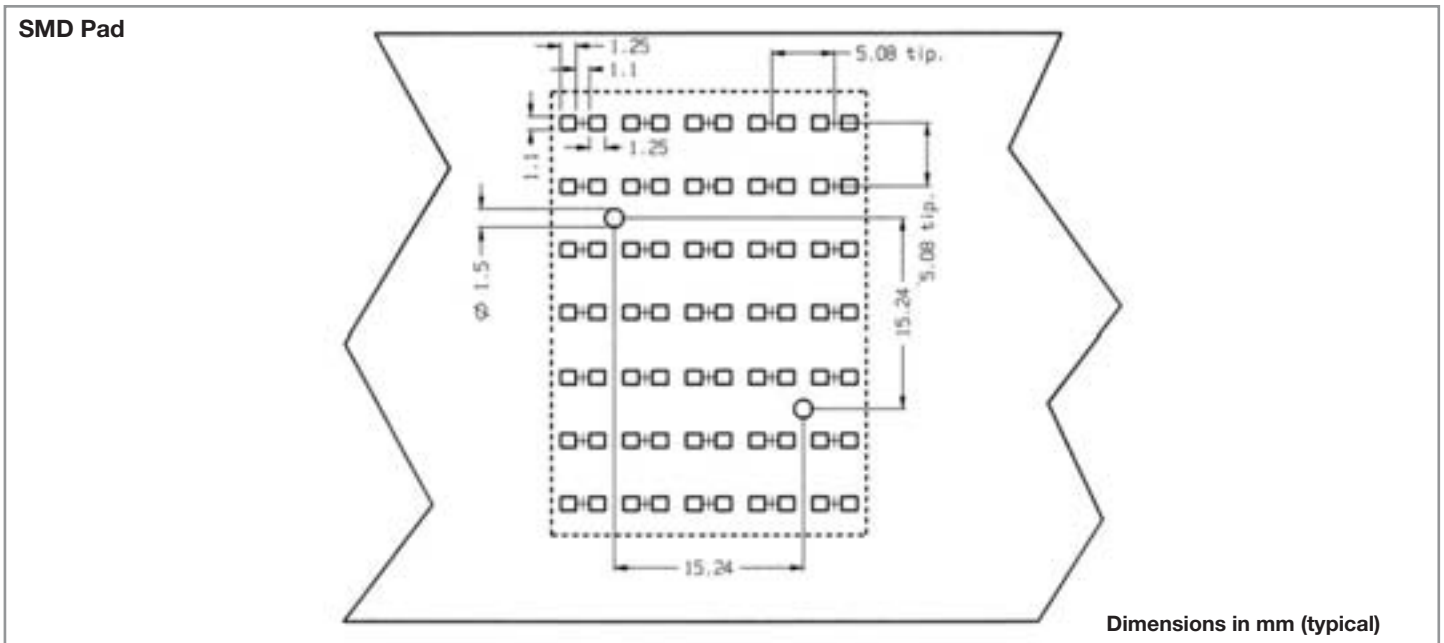 SMD Pad
1.25
5.08 tip.
1.1
1.25
1.1
5.08 tip.
Ø 1.5
15.24
15.24
Dimensions in mm (typical)